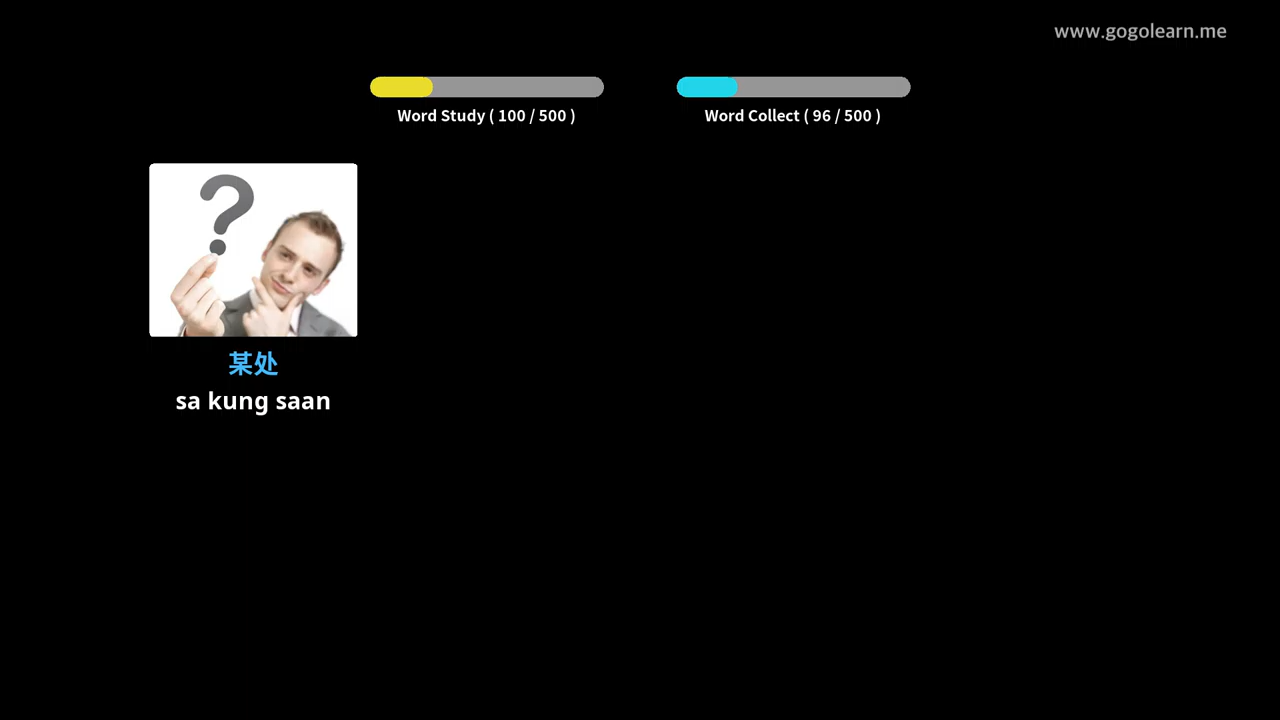 www.gogolearn.me
Word Study ( 100 / 500 )
Word Collect ( 96 / 500 )
?
某处
sa kung saan